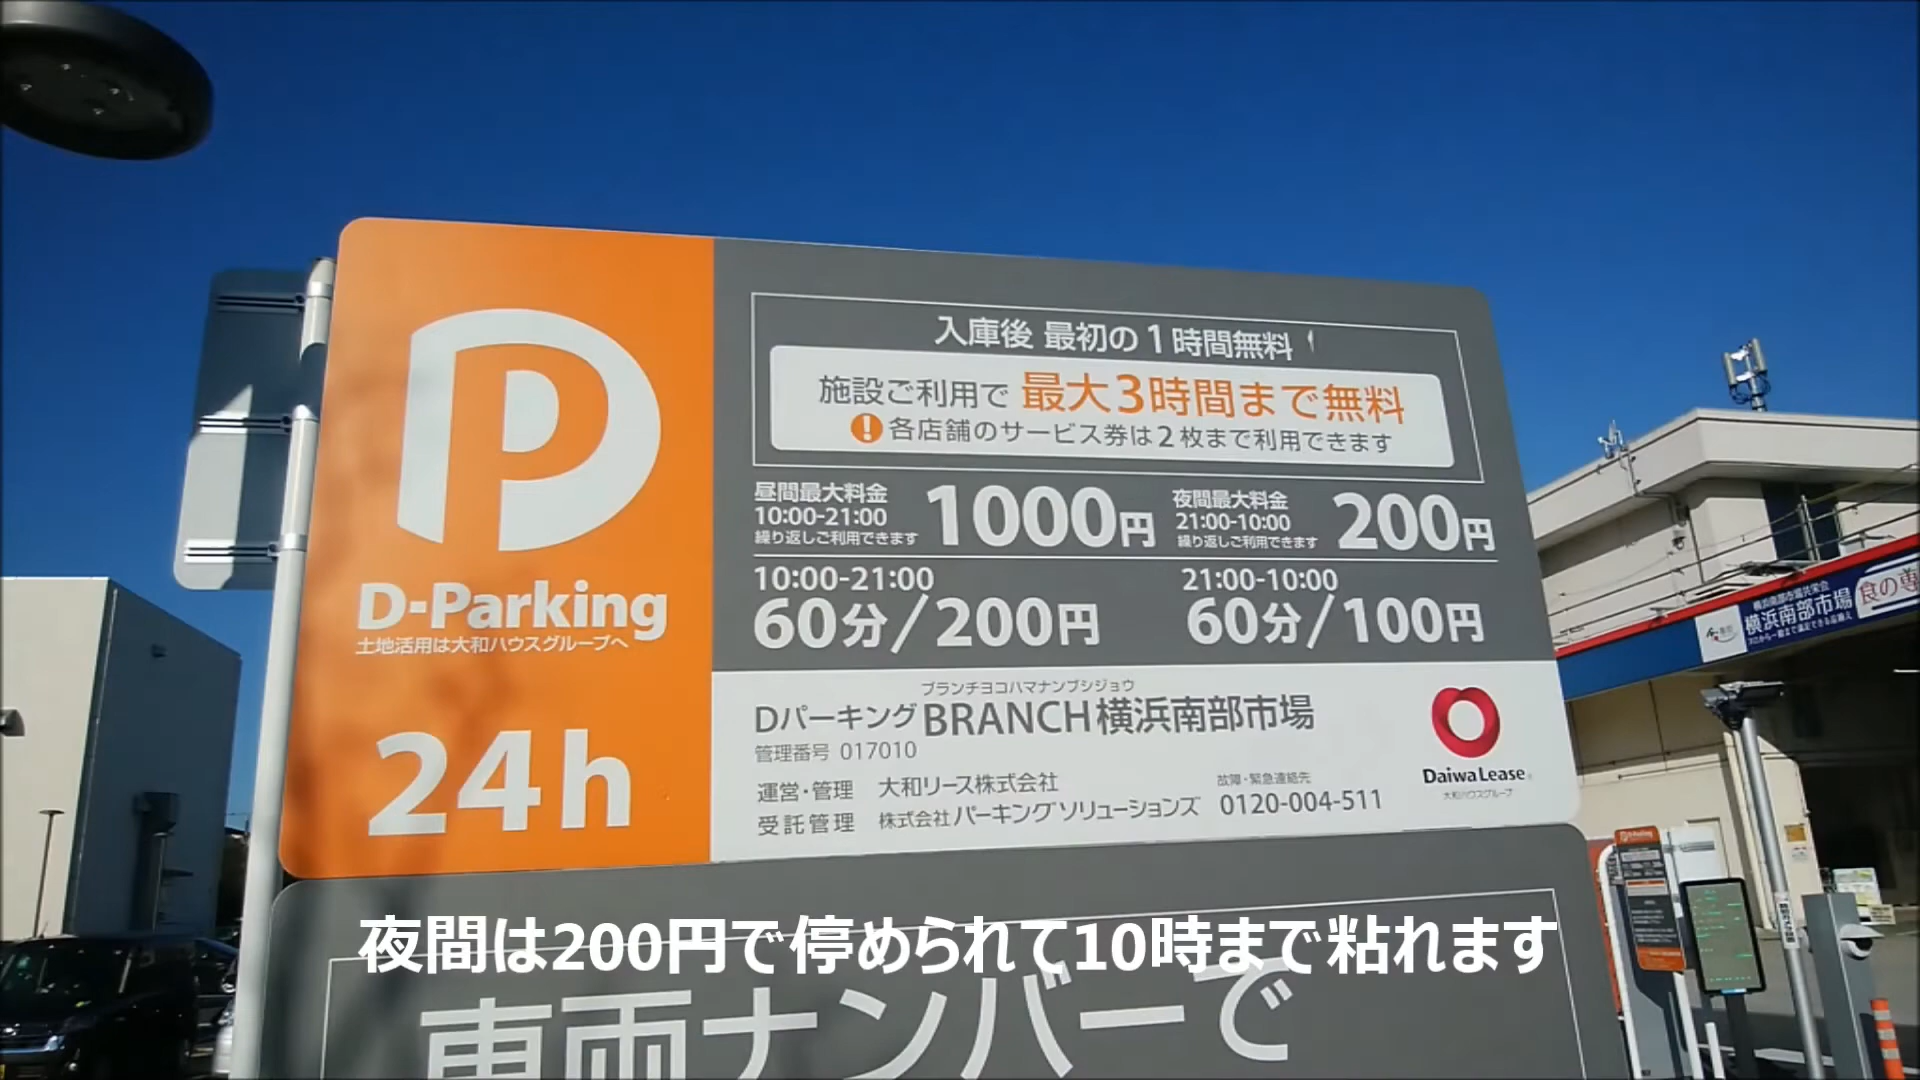 入庫後 最初の1時間無料
施設ご利用で 最大3時間まで無料
! 各店舗のサービス券は2枚まで利用できます
昼間最大料金
10:00-21:00
繰り返しご利用できます
1000円
夜間最大料金
21:00-10:00
繰り返しご利用できます
200円
10:00-21:00
60分/200円
21:00-10:00
60分/100円
P
D-Parking
土地活用は大和ハウスグループへ
24h
ブランチヨコハマナンブシジョウ
Dパーキング BRANCH横浜南部市場
管理番号 017010
運営・管理 大和リース株式会社
受託管理 株式会社パーキングソリューションズ
故障・緊急連絡先
0120-004-511
Daiwa Lease
大和ハウスグループ
横浜南部市場共栄会
横浜南部市場
食の専
夜間は200円で停められて10時まで粘れます
車両ナンバーで